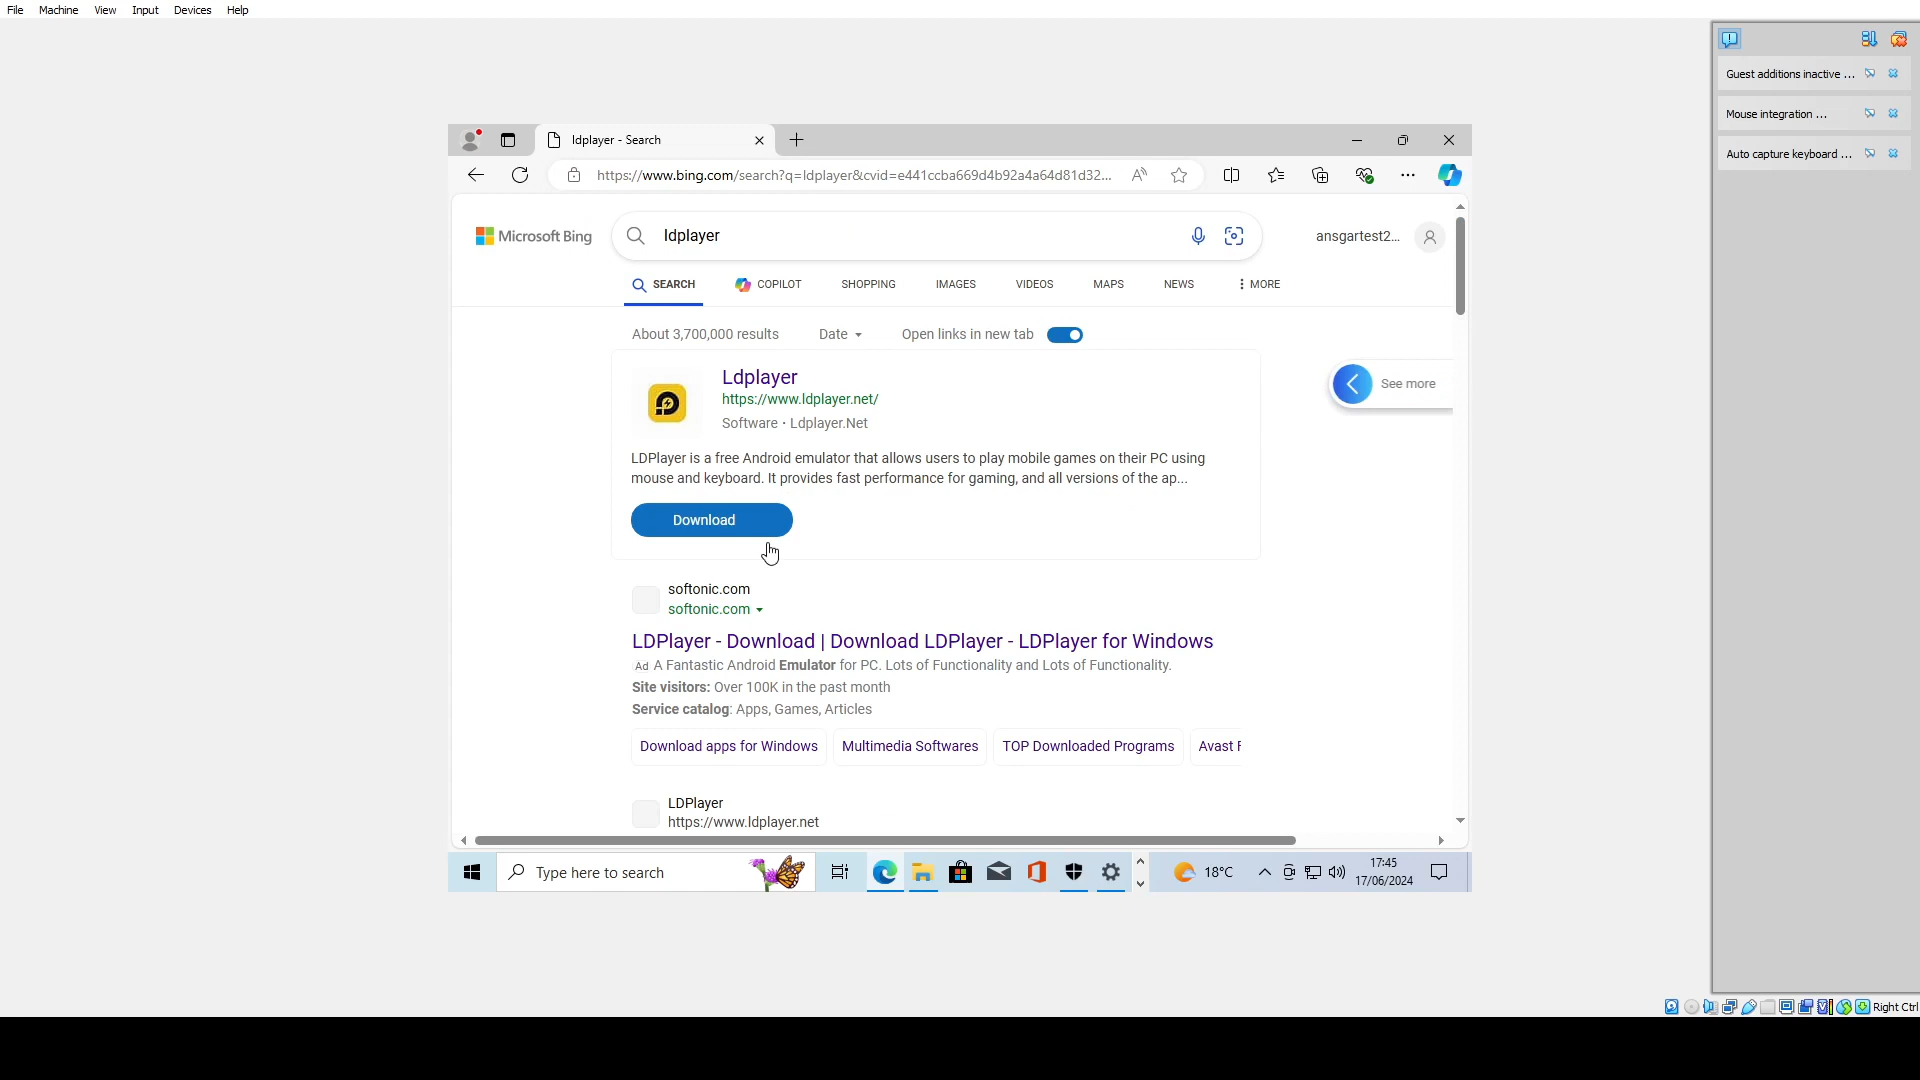 File Machine View Input Devices Help
Guest additions inactive ...
Mouse integration ...
Auto capture keyboard ...
ldplayer - Search
https://www.bing.com/search?q=ldplayer&cvid=e441ccba669d4b92a4a64d81d32...
Microsoft Bing
ldplayer
ansgartest2...
SEARCH COPILOT SHOPPING IMAGES VIDEOS MAPS NEWS MORE
About 3,700,000 results Date Open links in new tab
Ldplayer
https://www.ldplayer.net/
Software · Ldplayer.Net
See more
LDPlayer is a free Android emulator that allows users to play mobile games on their PC using
mouse and keyboard. It provides fast performance for gaming, and all versions of the ap...
Download
softonic.com
softonic.com
LDPlayer - Download | Download LDPlayer - LDPlayer for Windows
Ad A Fantastic Android Emulator for PC. Lots of Functionality and Lots of Functionality.
Site visitors: Over 100K in the past month
Service catalog: Apps, Games, Articles
Download apps for Windows Multimedia Softwares TOP Downloaded Programs Avast F
LDPlayer
https://www.ldplayer.net
Type here to search
18°C
17:45
17/06/2024
Right Ctrl